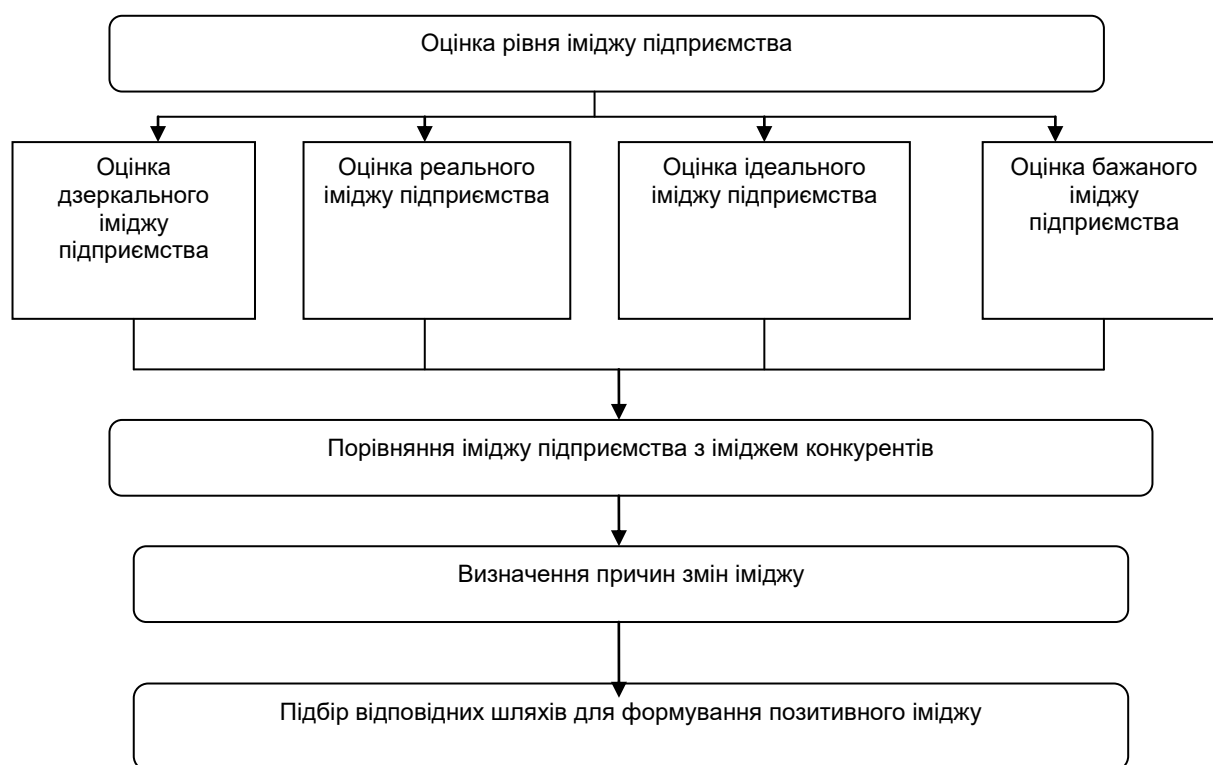 Оцінка рівня іміджу підприємства
Оцінка
дзеркального
іміджу
підприємства
Оцінка реального
іміджу підприємства
Оцінка ідеального
іміджу підприємства
Оцінка бажаного
іміджу
підприємства
Порівняння іміджу підприємства з іміджем конкурентів
Визначення причин змін іміджу
Підбір відповідних шляхів для формування позитивного іміджу